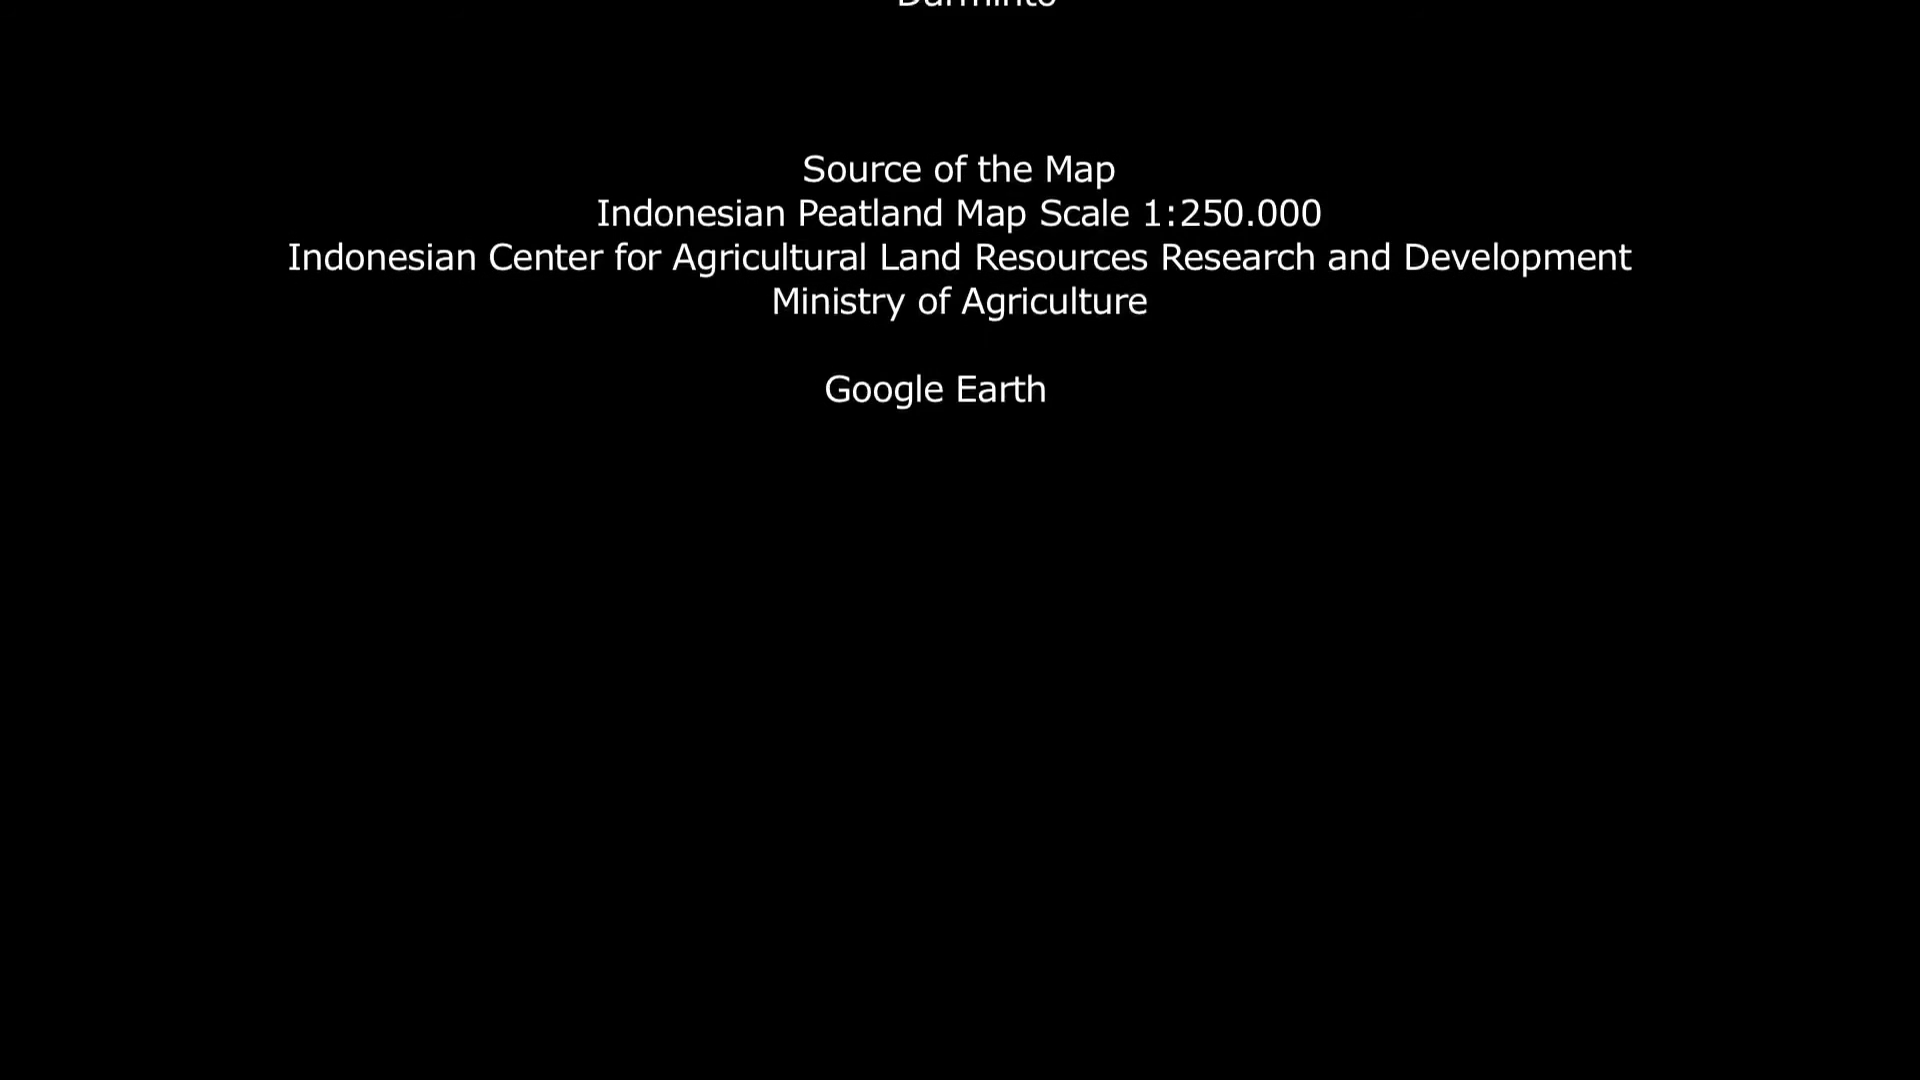 Source of the Map
Indonesian Peatland Map Scale 1:250.000
Indonesian Center for Agricultural Land Resources Research and Development
Ministry of Agriculture
Google Earth